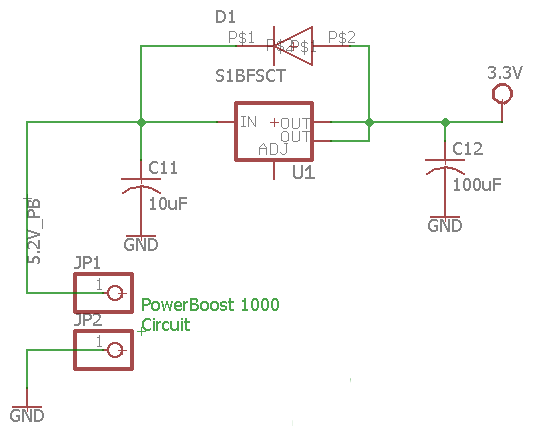 D1
P$1
P$2
P$1
P$2
S1BFSCT
3.3V
IN
OUT
OUT
ADJ
U1
C11
10uF
GND
C12
100uF
GND
5.2V_PB
JP1
1
PowerBoost 1000
Circuit
JP2
1
GND